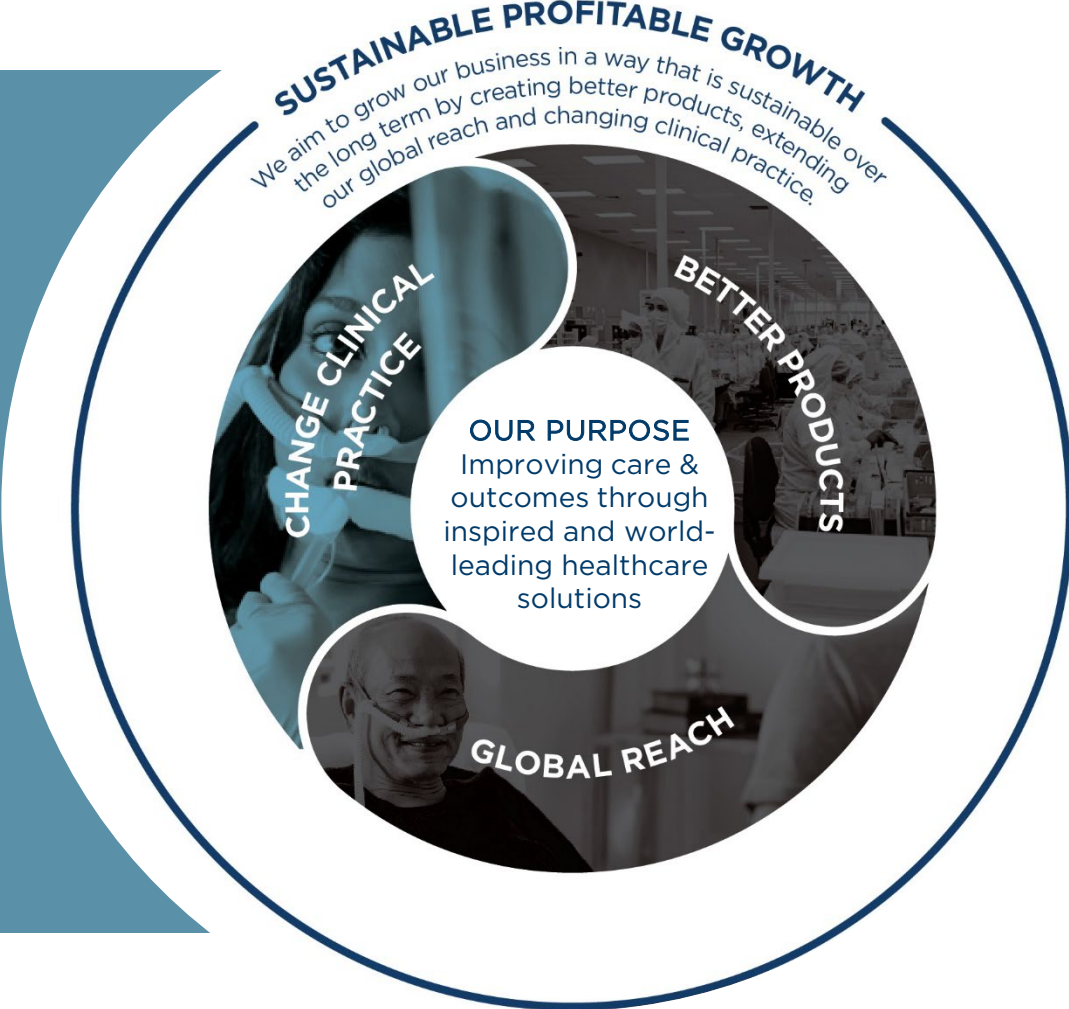 SUSTAINABLE PROFITABLE GROWTH
We aim to grow our business in a way that is sustainable over
the long term by creating better products, extending
our global reach and changing clinical practice.
CHANGE CLINICAL
PRACTICE
BETTER PRODUCTS
OUR PURPOSE
Improving care &
outcomes through
inspired and world-
leading healthcare
solutions
GLOBAL REACH